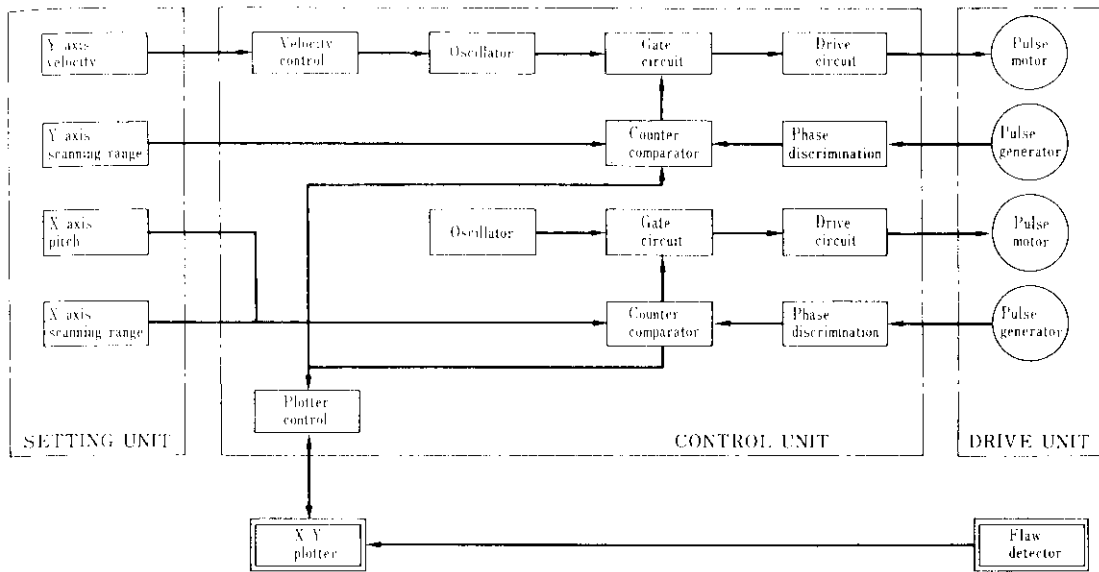 Y axis
velocity
Velocity
control
Oscillator
Gate
circuit
Drive
circuit
Pulse
motor
Y axis
scanning range
Counter
comparator
Phase
discrimination
Pulse
generator
X axis
pitch
Oscillator
Gate
circuit
Drive
circuit
Pulse
motor
X axis
scanning range
Counter
comparator
Phase
discrimination
Pulse
generator
Plotter
control
SETTING UNIT
CONTROL UNIT
DRIVE UNIT
X Y
plotter
Flaw
detector